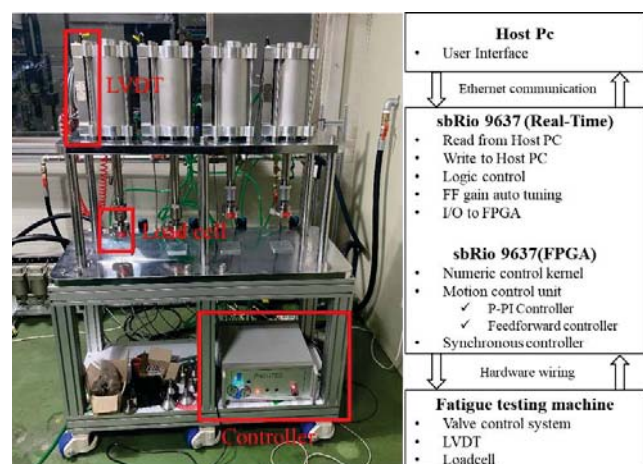 LVDT
Load cell
Controller
Host Pc
• User Interface
Ethernet communication
sbRio 9637 (Real-Time)
• Read from Host PC
• Write to Host PC
• Logic control
• FF gain auto tuning
• I/O to FPGA
sbRio 9637(FPGA)
• Numeric control kernel
• Motion control unit
✓ P-PI Controller
✓ Feedforward controller
• Synchronous controller
Hardware wiring
Fatigue testing machine
• Valve control system
• LVDT
• Loadcell